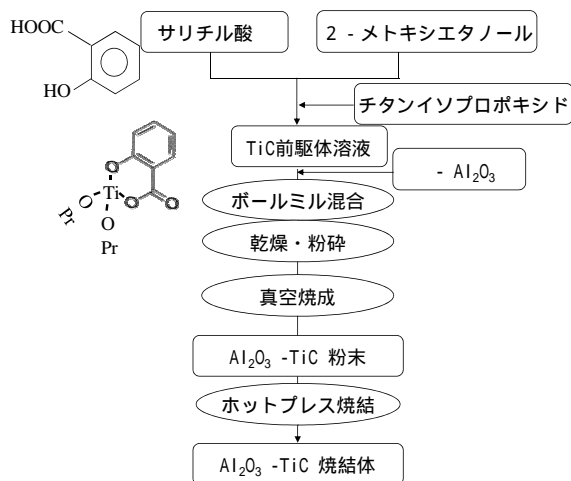 HOOC
サリチル酸
2-メトキシエタノール
HO
チタンイソプロポキシド
TiC前駆体溶液
- Al₂O₃
ボールミル混合
O
Ti
O
O
O
Pr
O
Pr
乾燥・粉砕
真空焼成
Al₂O₃ -TiC 粉末
ホットプレス焼結
Al₂O₃ -TiC 焼結体